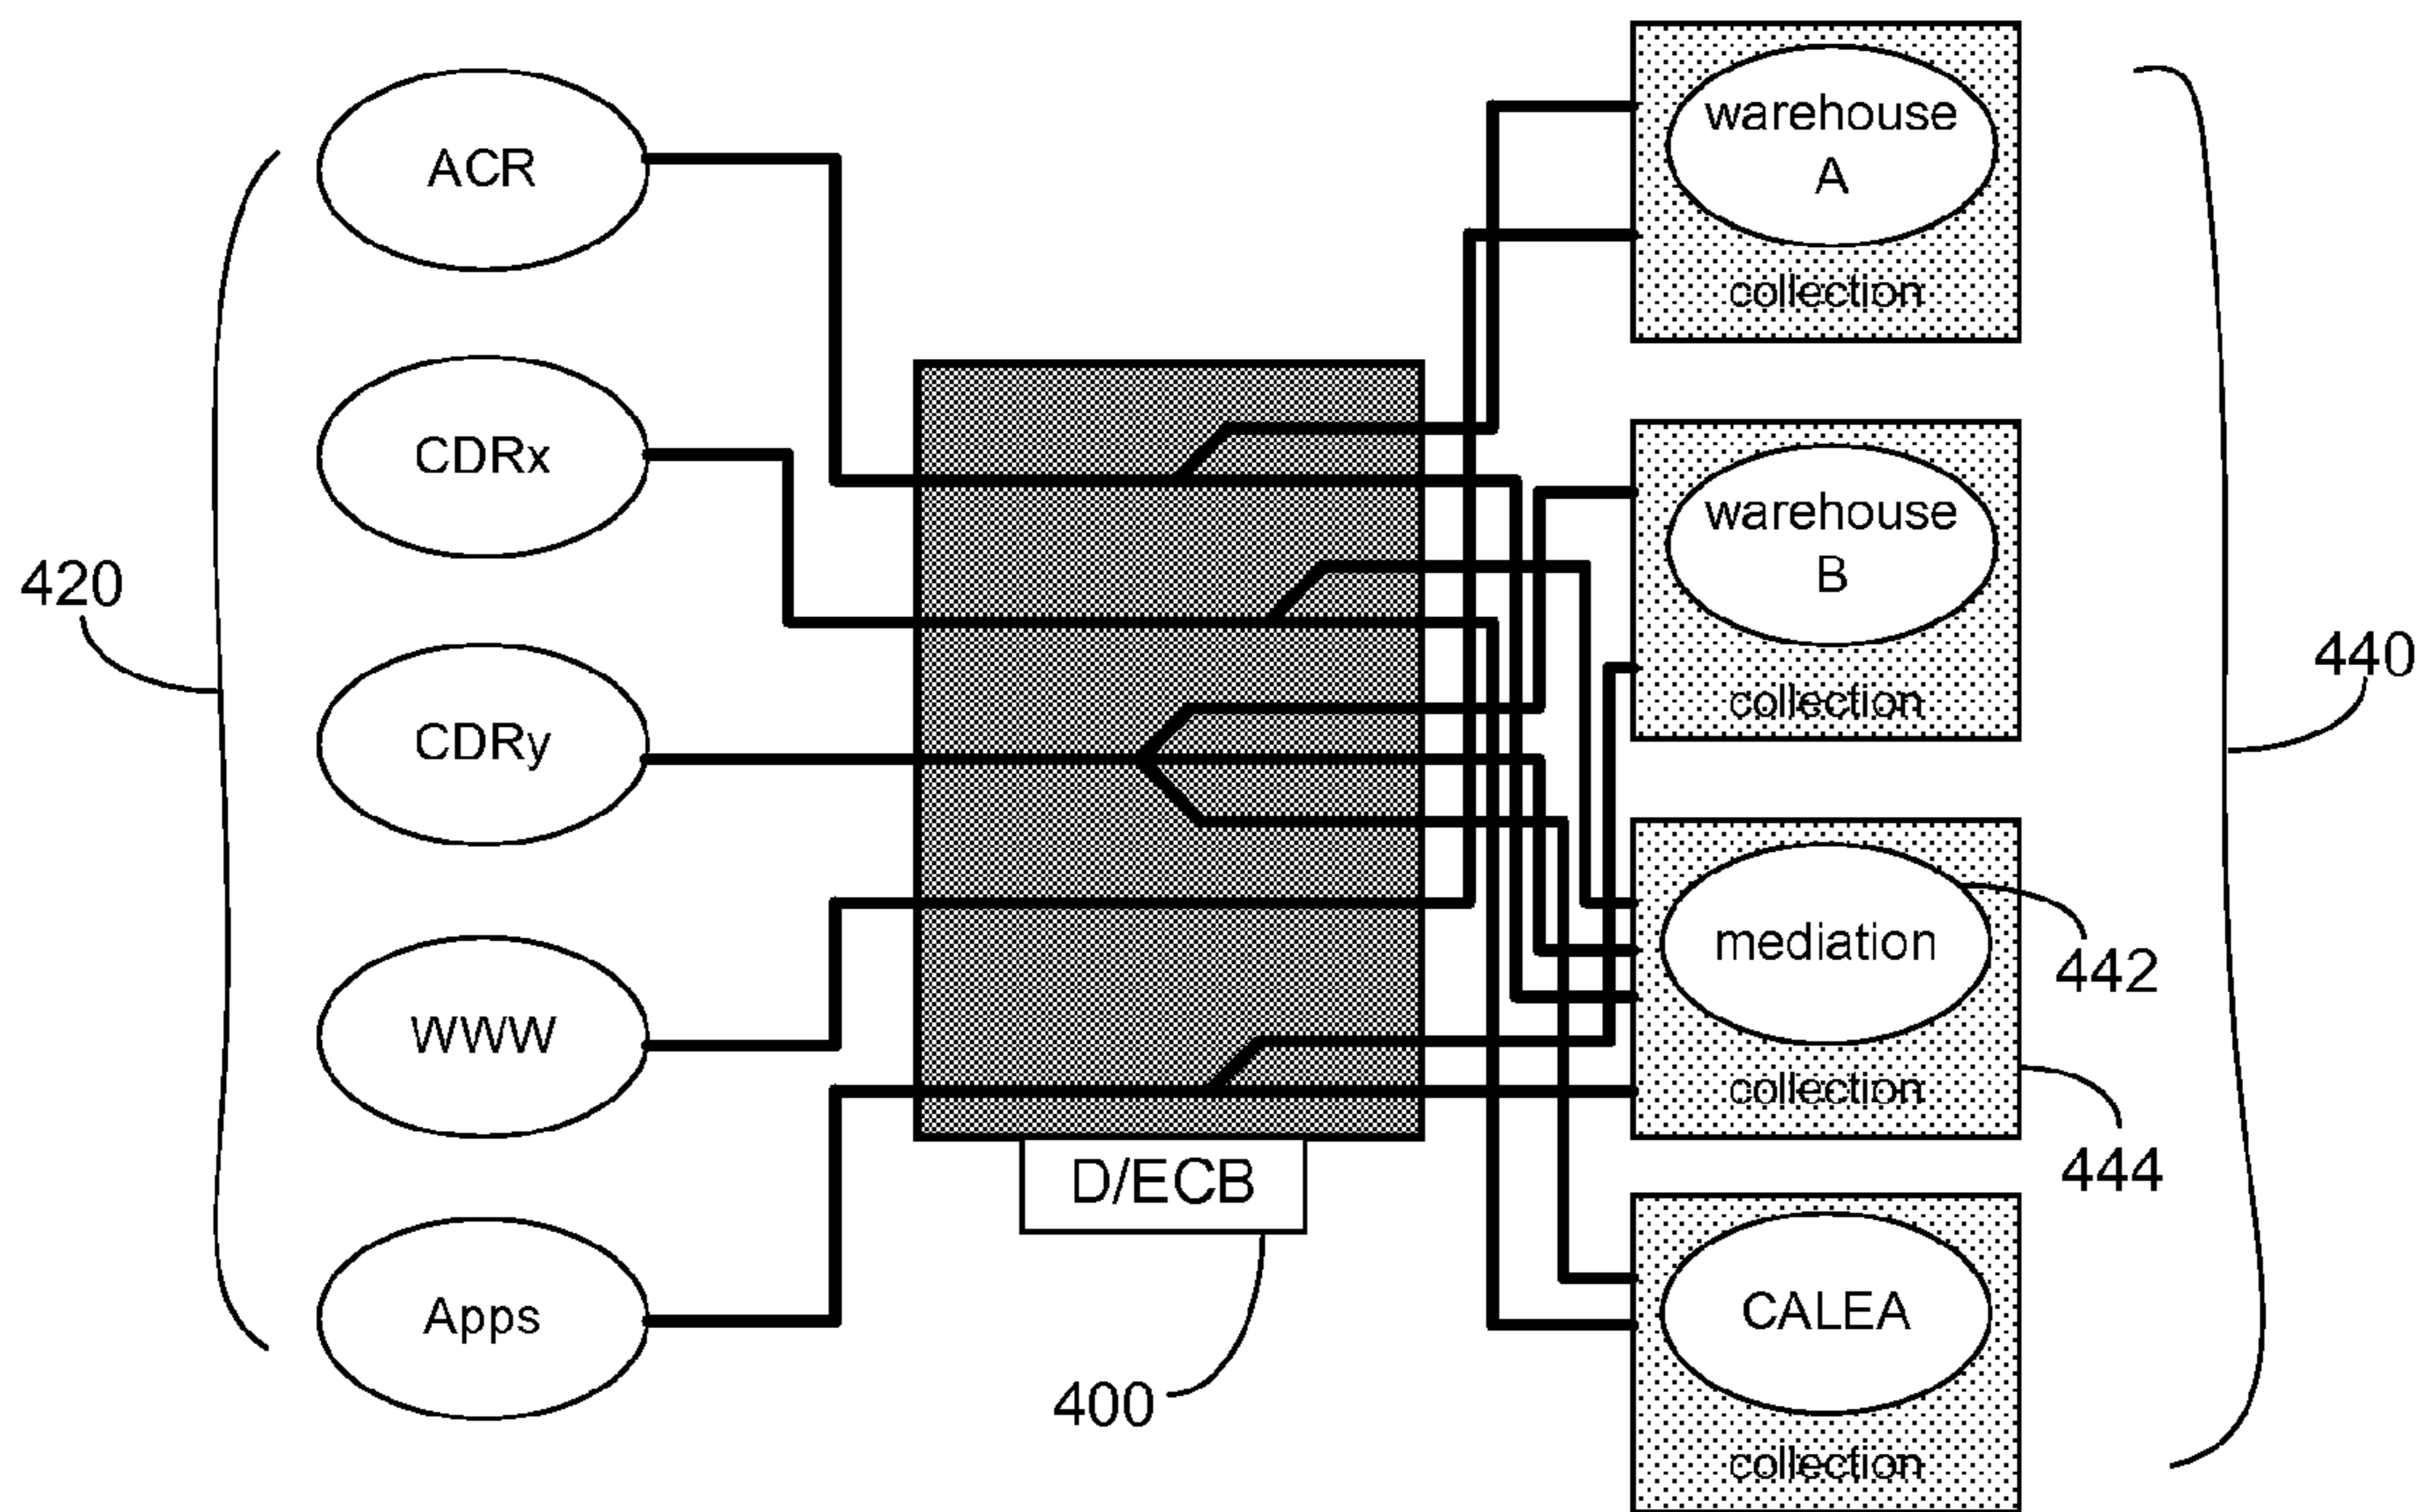 420
ACR
CDRx
CDRy
WWW
Apps
D/ECB
400
warehouse
A
collection
warehouse
B
collection
mediation
collection
CALEA
collection
440
442
444